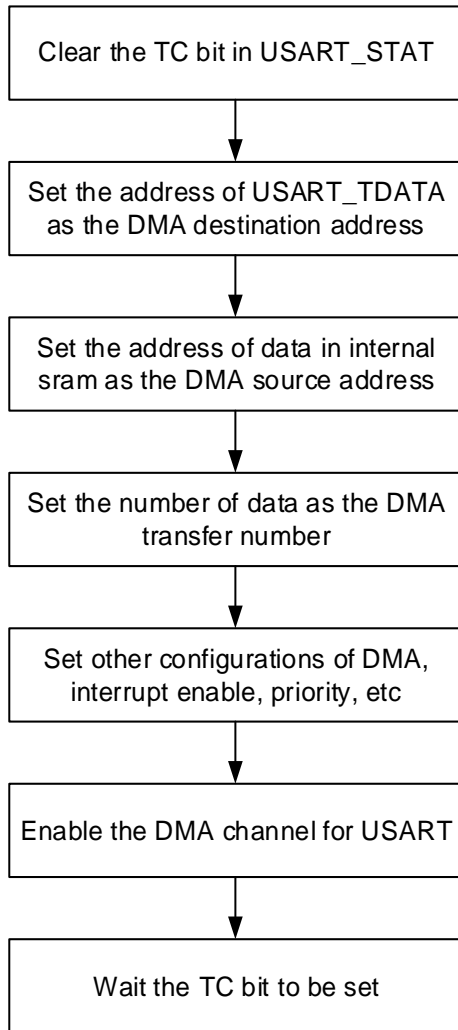 Clear the TC bit in USART_STAT
Set the address of USART_TDATA
as the DMA destination address
Set the address of data in internal
sram as the DMA source address
Set the number of data as the DMA
transfer number
Set other configurations of DMA,
interrupt enable, priority, etc
Enable the DMA channel for USART
Wait the TC bit to be set